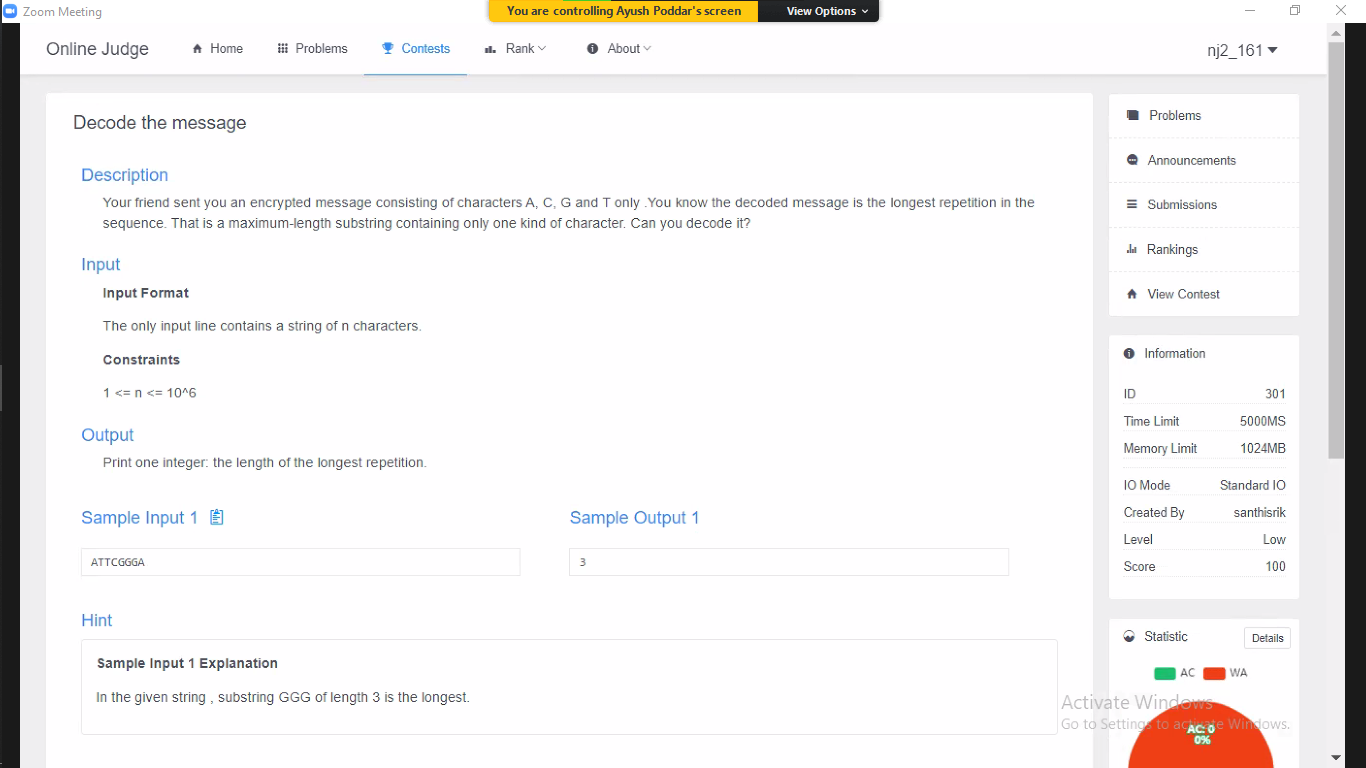 Zoom Meeting
You are controlling Ayush Poddar's screen
View Options
Online Judge
Home
Problems
Contests
Rank
About
nj2_161
Decode the message
Description
Your friend sent you an encrypted message consisting of characters A, C, G and T only .You know the decoded message is the longest repetition in the
sequence. That is a maximum-length substring containing only one kind of character. Can you decode it?
Input
Input Format
The only input line contains a string of n characters.
Constraints
1 <= n <= 10^6
Output
Print one integer: the length of the longest repetition.
Sample Input 1
Sample Output 1
ATTCGGGA
3
Hint
Sample Input 1 Explanation
In the given string , substring GGG of length 3 is the longest.
Problems
Announcements
Submissions
Rankings
View Contest
Information
ID 301
Time Limit 5000MS
Memory Limit 1024MB
IO Mode Standard IO
Created By santhisrik
Level Low
Score 100
Statistic
Details
AC WA
AC: 0
0%
Activate Windows
Go to Settings to activate Windows.